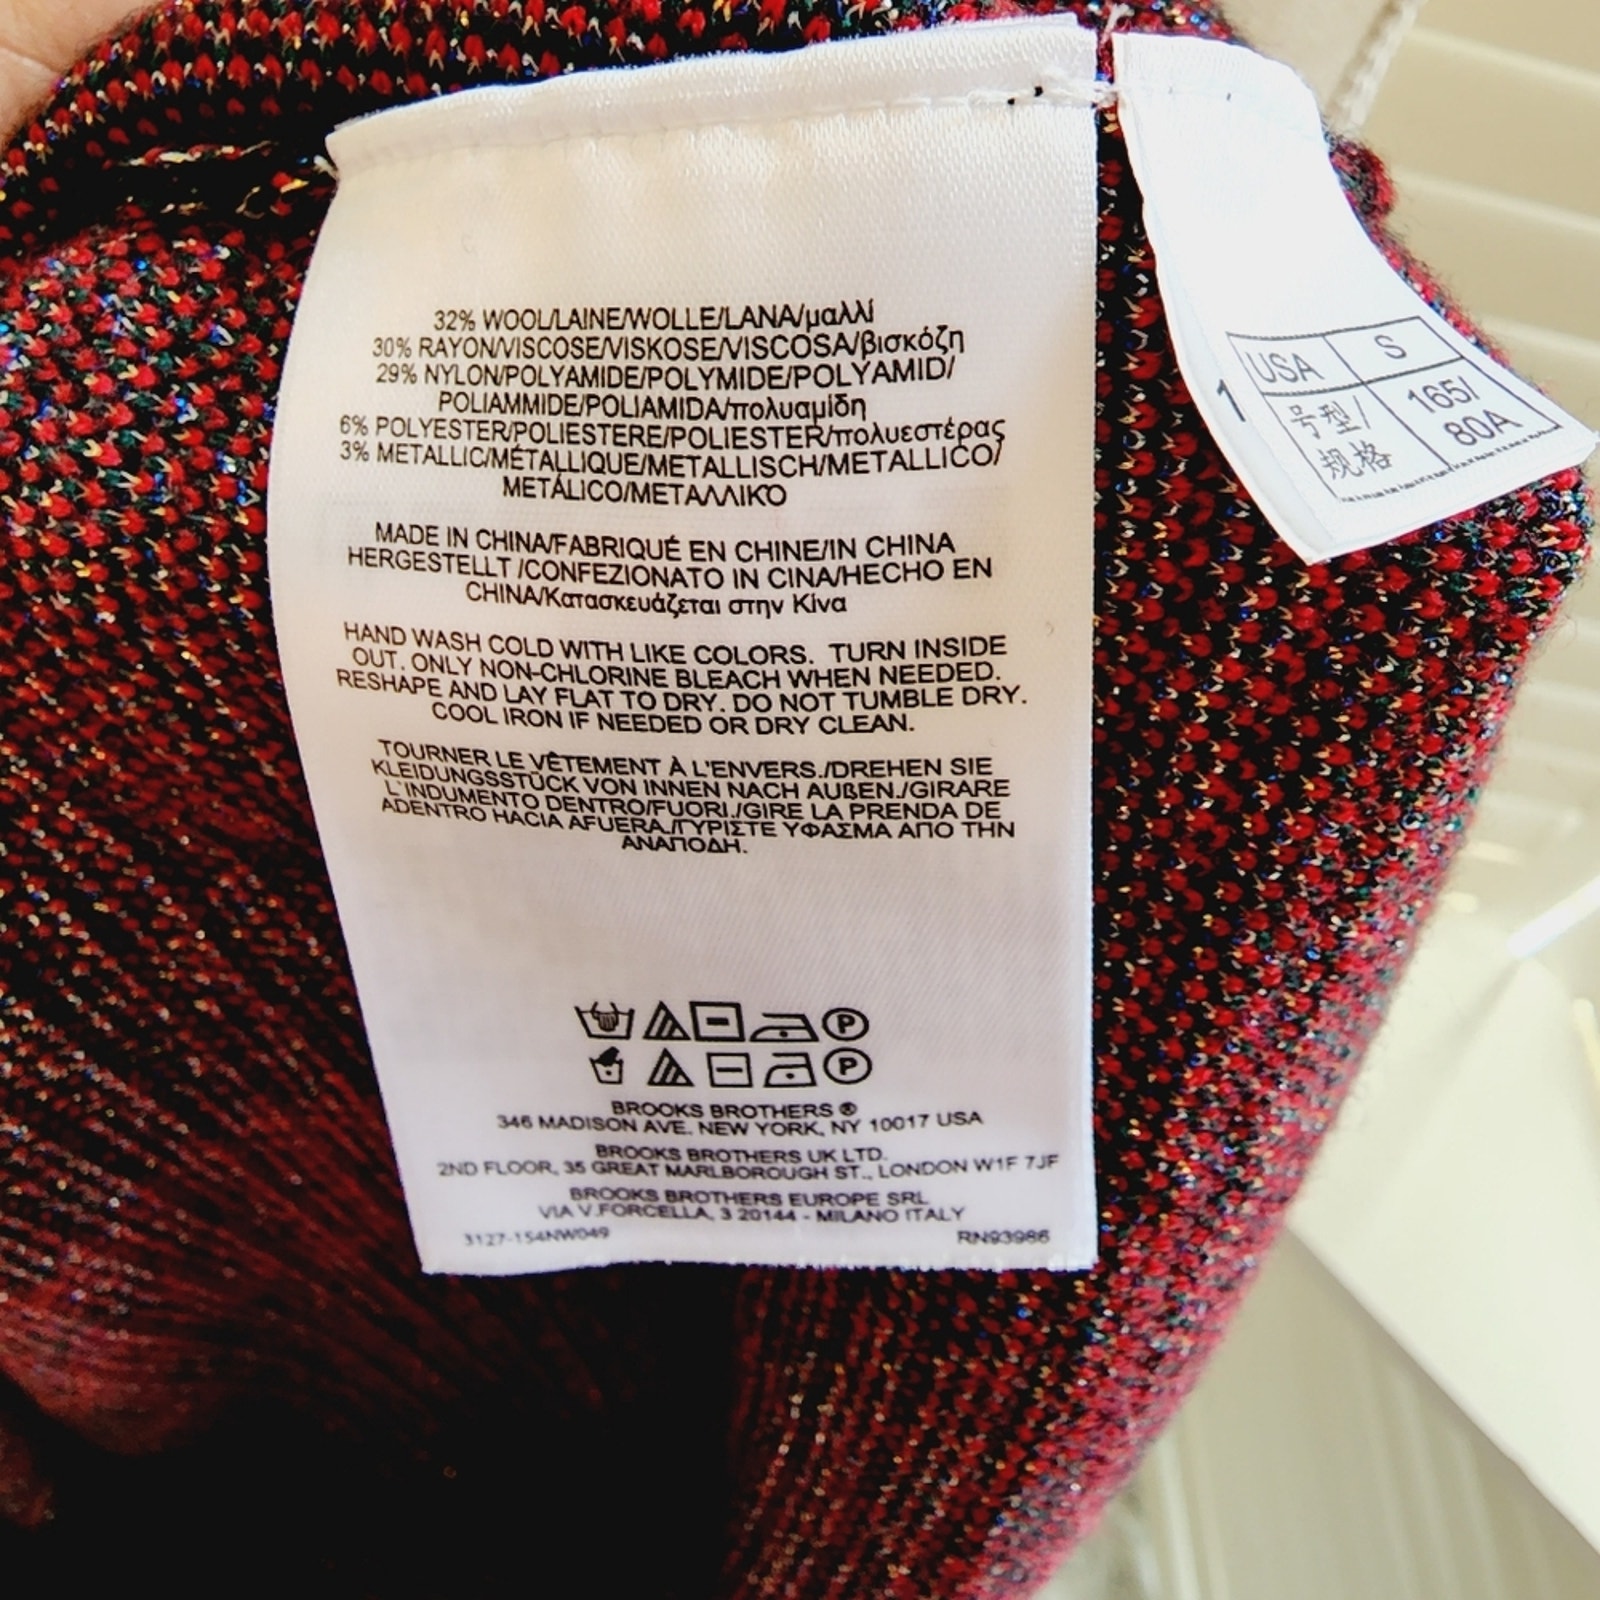 32% WOOL/LAINE/WOLLE/LANA/μαλλί
30% RAYON/VISCOSE/VISKOSE/VISCOSA/βισκόζη
29% NYLON/POLYAMIDE/POLYMIDE/POLYAMID/
POLIAMMIDE/POLIAMIDA/πολυαμίδη
6% POLYESTER/POLIESTERE/POLIESTER/πολυεστέρας
3% METALLIC/MÉTALLIQUE/METALLISCH/METALLICO/
METÁLICO/ΜΕΤΑΛΛΙΚΌ
MADE IN CHINA/FABRIQUÉ EN CHINE/IN CHINA
HERGESTELLT /CONFEZIONATO IN CINA/HECHO EN
CHINA/Κατασκευάζεται στην Κίνα
HAND WASH COLD WITH LIKE COLORS. TURN INSIDE
OUT. ONLY NON-CHLORINE BLEACH WHEN NEEDED.
RESHAPE AND LAY FLAT TO DRY. DO NOT TUMBLE DRY.
COOL IRON IF NEEDED OR DRY CLEAN.
TOURNER LE VÊTEMENT À L'ENVERS./DREHEN SIE
KLEIDUNGSSTÜCK VON INNEN NACH AUßEN./GIRARE
L'INDUMENTO DENTRO/FUORI./GIRE LA PRENDA DE
ADENTRO HACIA AFUERA./ΓΥΡΙΣΤΕ ΥΦΑΣΜΑ ΑΠΟ ΤΗΝ
ΑΝΑΠΟΔΗ.
P
P
BROOKS BROTHERS ®
346 MADISON AVE. NEW YORK, NY 10017 USA
BROOKS BROTHERS UK LTD.
2ND FLOOR, 35 GREAT MARLBOROUGH ST., LONDON W1F 7JF
BROOKS BROTHERS EUROPE SRL
VIA V.FORCELLA, 3 20144 - MILANO ITALY
3127-154NW049 RN93986
1
USA S
号型/ 165/
规格 80A